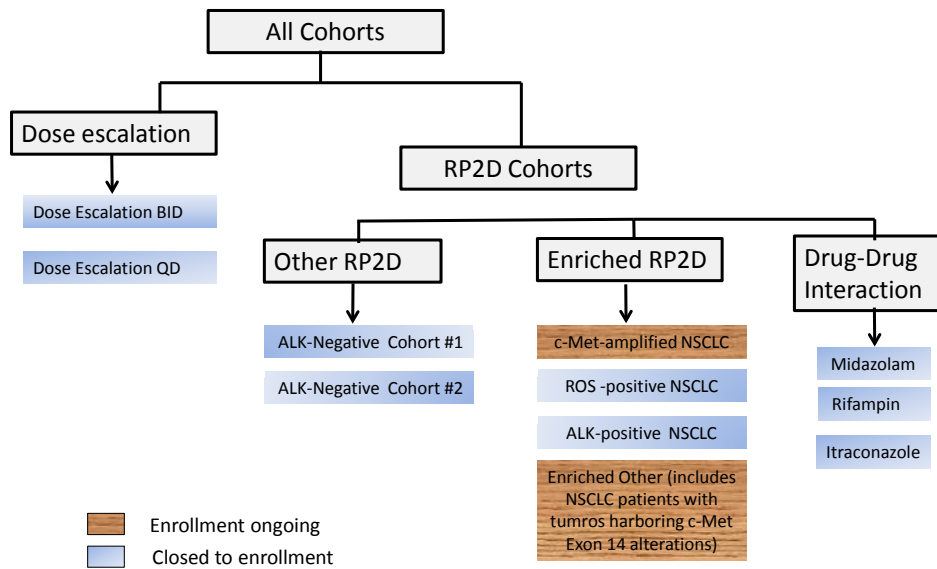 All Cohorts
Dose escalation
RP2D Cohorts
Dose Escalation BID
Dose Escalation QD
Other RP2D
Enriched RP2D
Drug-Drug
Interaction
ALK-Negative Cohort #1
ALK-Negative Cohort #2
c-Met-amplified NSCLC
ROS -positive NSCLC
ALK-positive NSCLC
Enriched Other (includes
NSCLC patients with
tumros harboring c-Met
Exon 14 alterations)
Midazolam
Rifampin
Itraconazole
Enrollment ongoing
Closed to enrollment